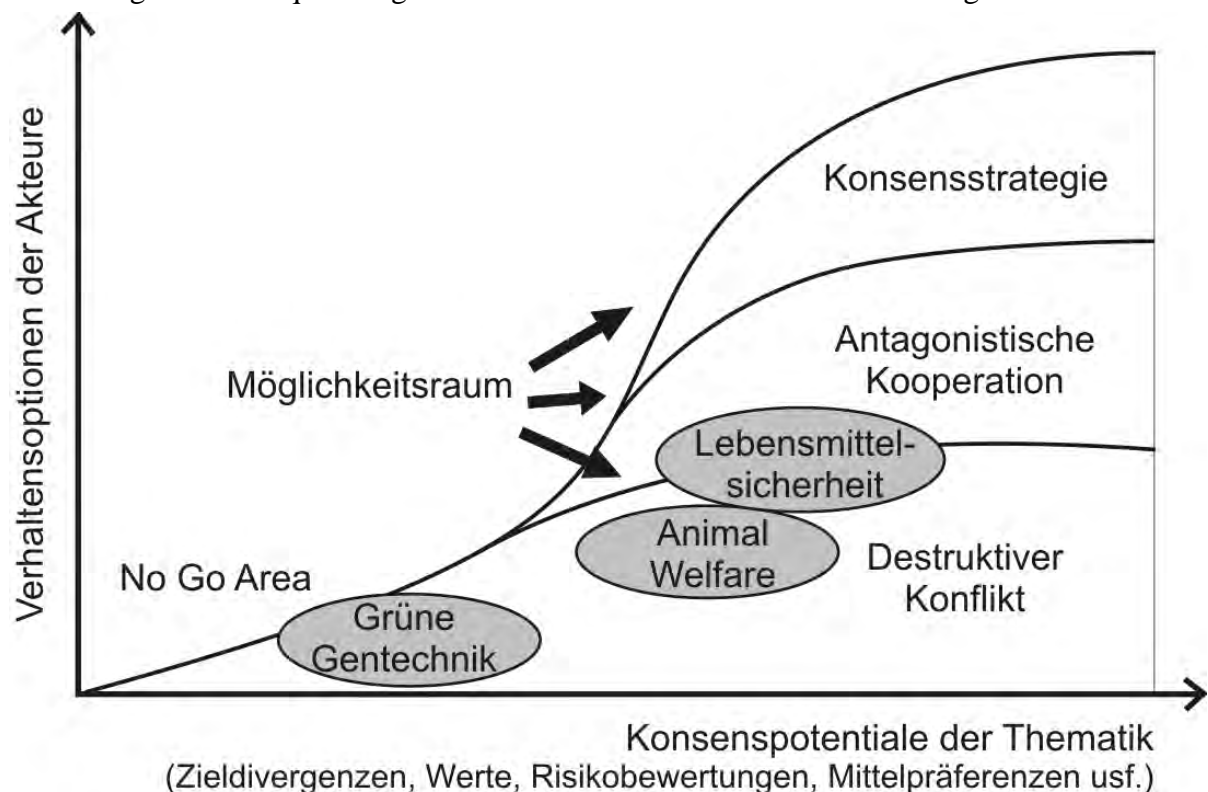 Verhaltensoptionen der Akteure
Konsensstrategie
Antagonistische
Kooperation
Möglichkeitsraum
Lebensmittel-
sicherheit
Animal
Welfare
Destruktiver
Konflikt
No Go Area
Grüne
Gentechnik
Konsenspotentiale der Thematik
(Zieldivergenzen, Werte, Risikobewertungen, Mittelpräferenzen usf.)